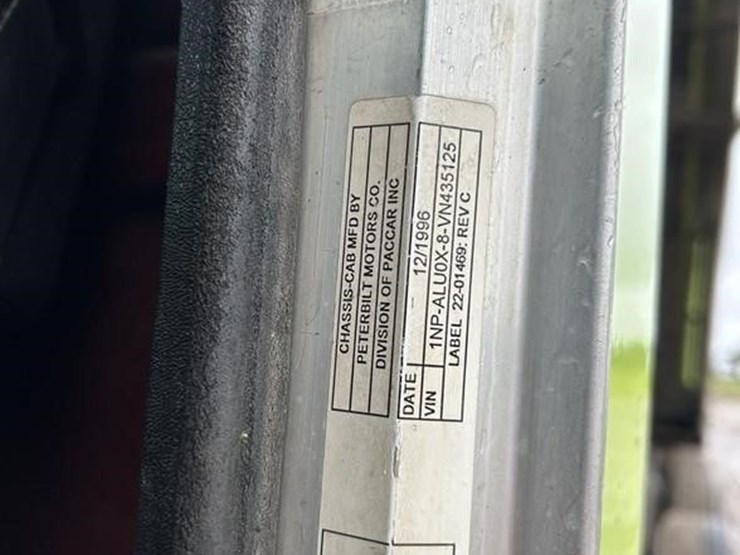 CHASSIS-CAB MFD BY
PETERBILT MOTORS CO.
DIVISION OF PACCAR INC
DATE 12/1996
VIN 1NP-ALU0X-8-VN435125
LABEL 22-01469: REV C